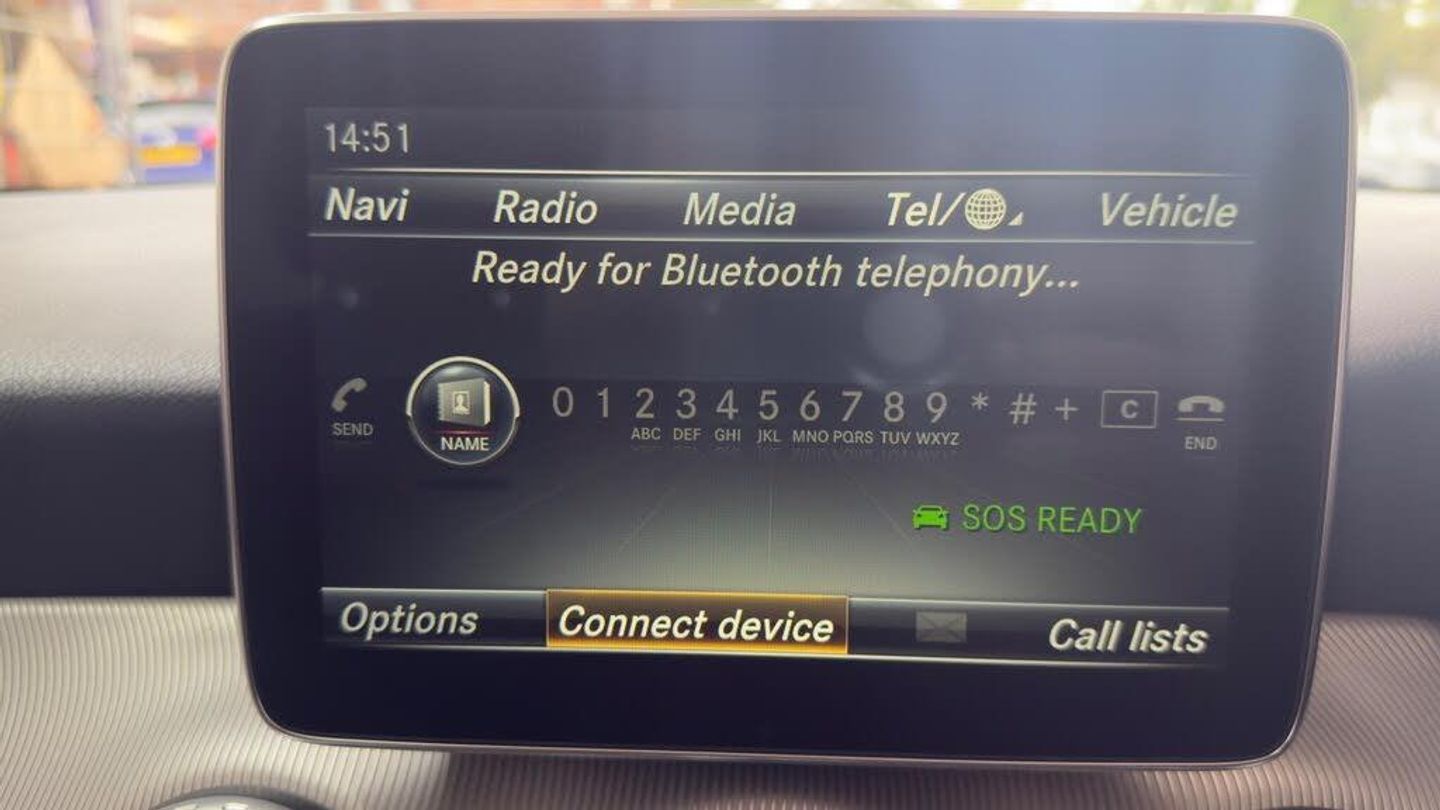 14:51
Navi Radio Media Tel/ Vehicle
Ready for Bluetooth telephony...
SEND NAME 0 1 2 ABC 3 DEF 4 GHI 5 JKL 6 MNO 7 PQRS 8 TUV 9 WXYZ * # + C END
SOS READY
Options Connect device Call lists